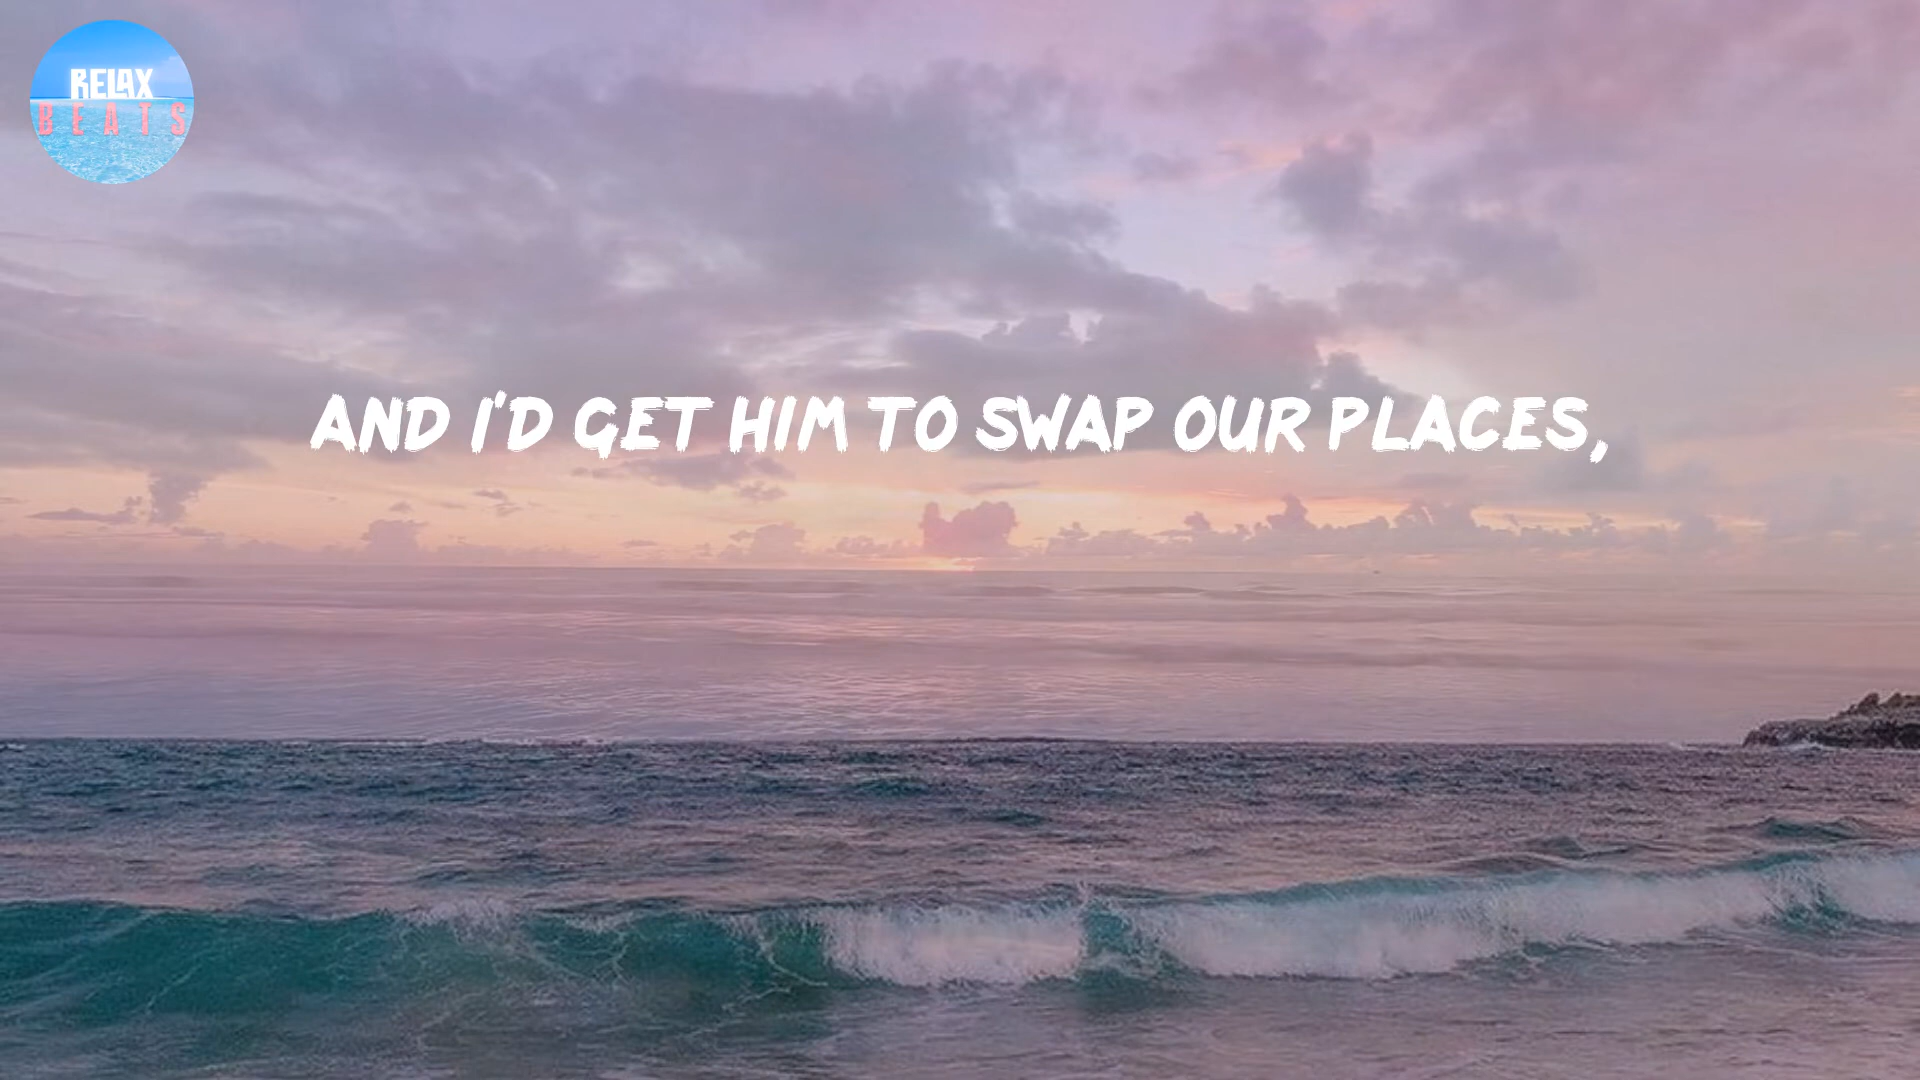 RELAX
BEATS
AND I'D GET HIM TO SWAP OUR PLACES,